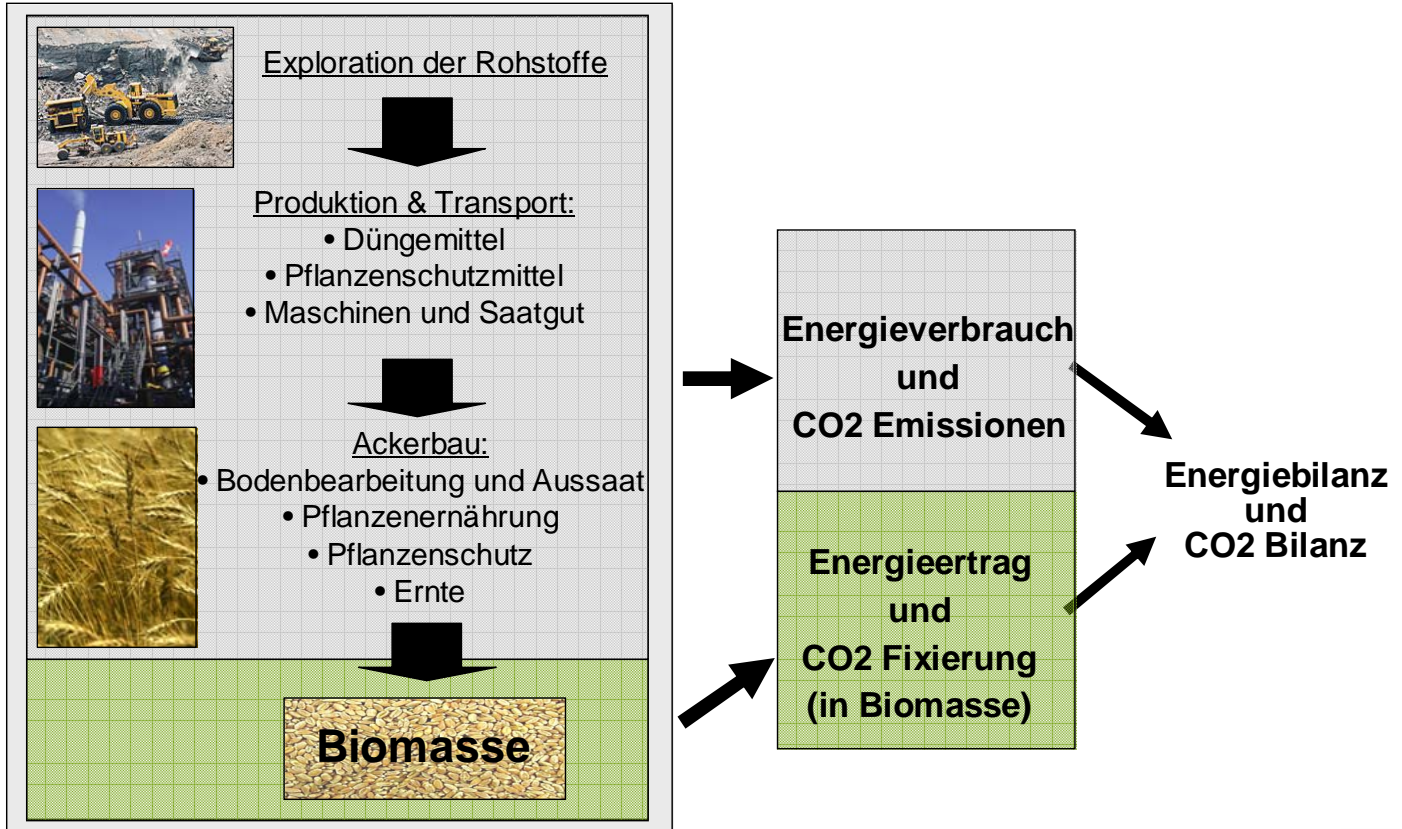 Exploration der Rohstoffe
Produktion & Transport:
• Düngemittel
• Pflanzenschutzmittel
• Maschinen und Saatgut
Ackerbau:
• Bodenbearbeitung und Aussaat
• Pflanzenernährung
• Pflanzenschutz
• Ernte
Biomasse
Energieverbrauch
und
CO2 Emissionen
Energieertrag
und
CO2 Fixierung
(in Biomasse)
Energiebilanz
und
CO2 Bilanz